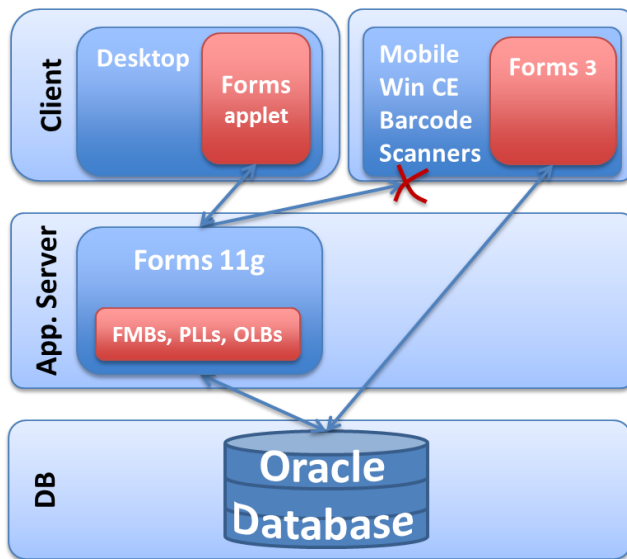 Client
Desktop
Forms
applet
Mobile
Win CE
Barcode
Scanners
Forms 3
App. Server
Forms 11g
FMBs, PLLs, OLBs
DB
Oracle
Database